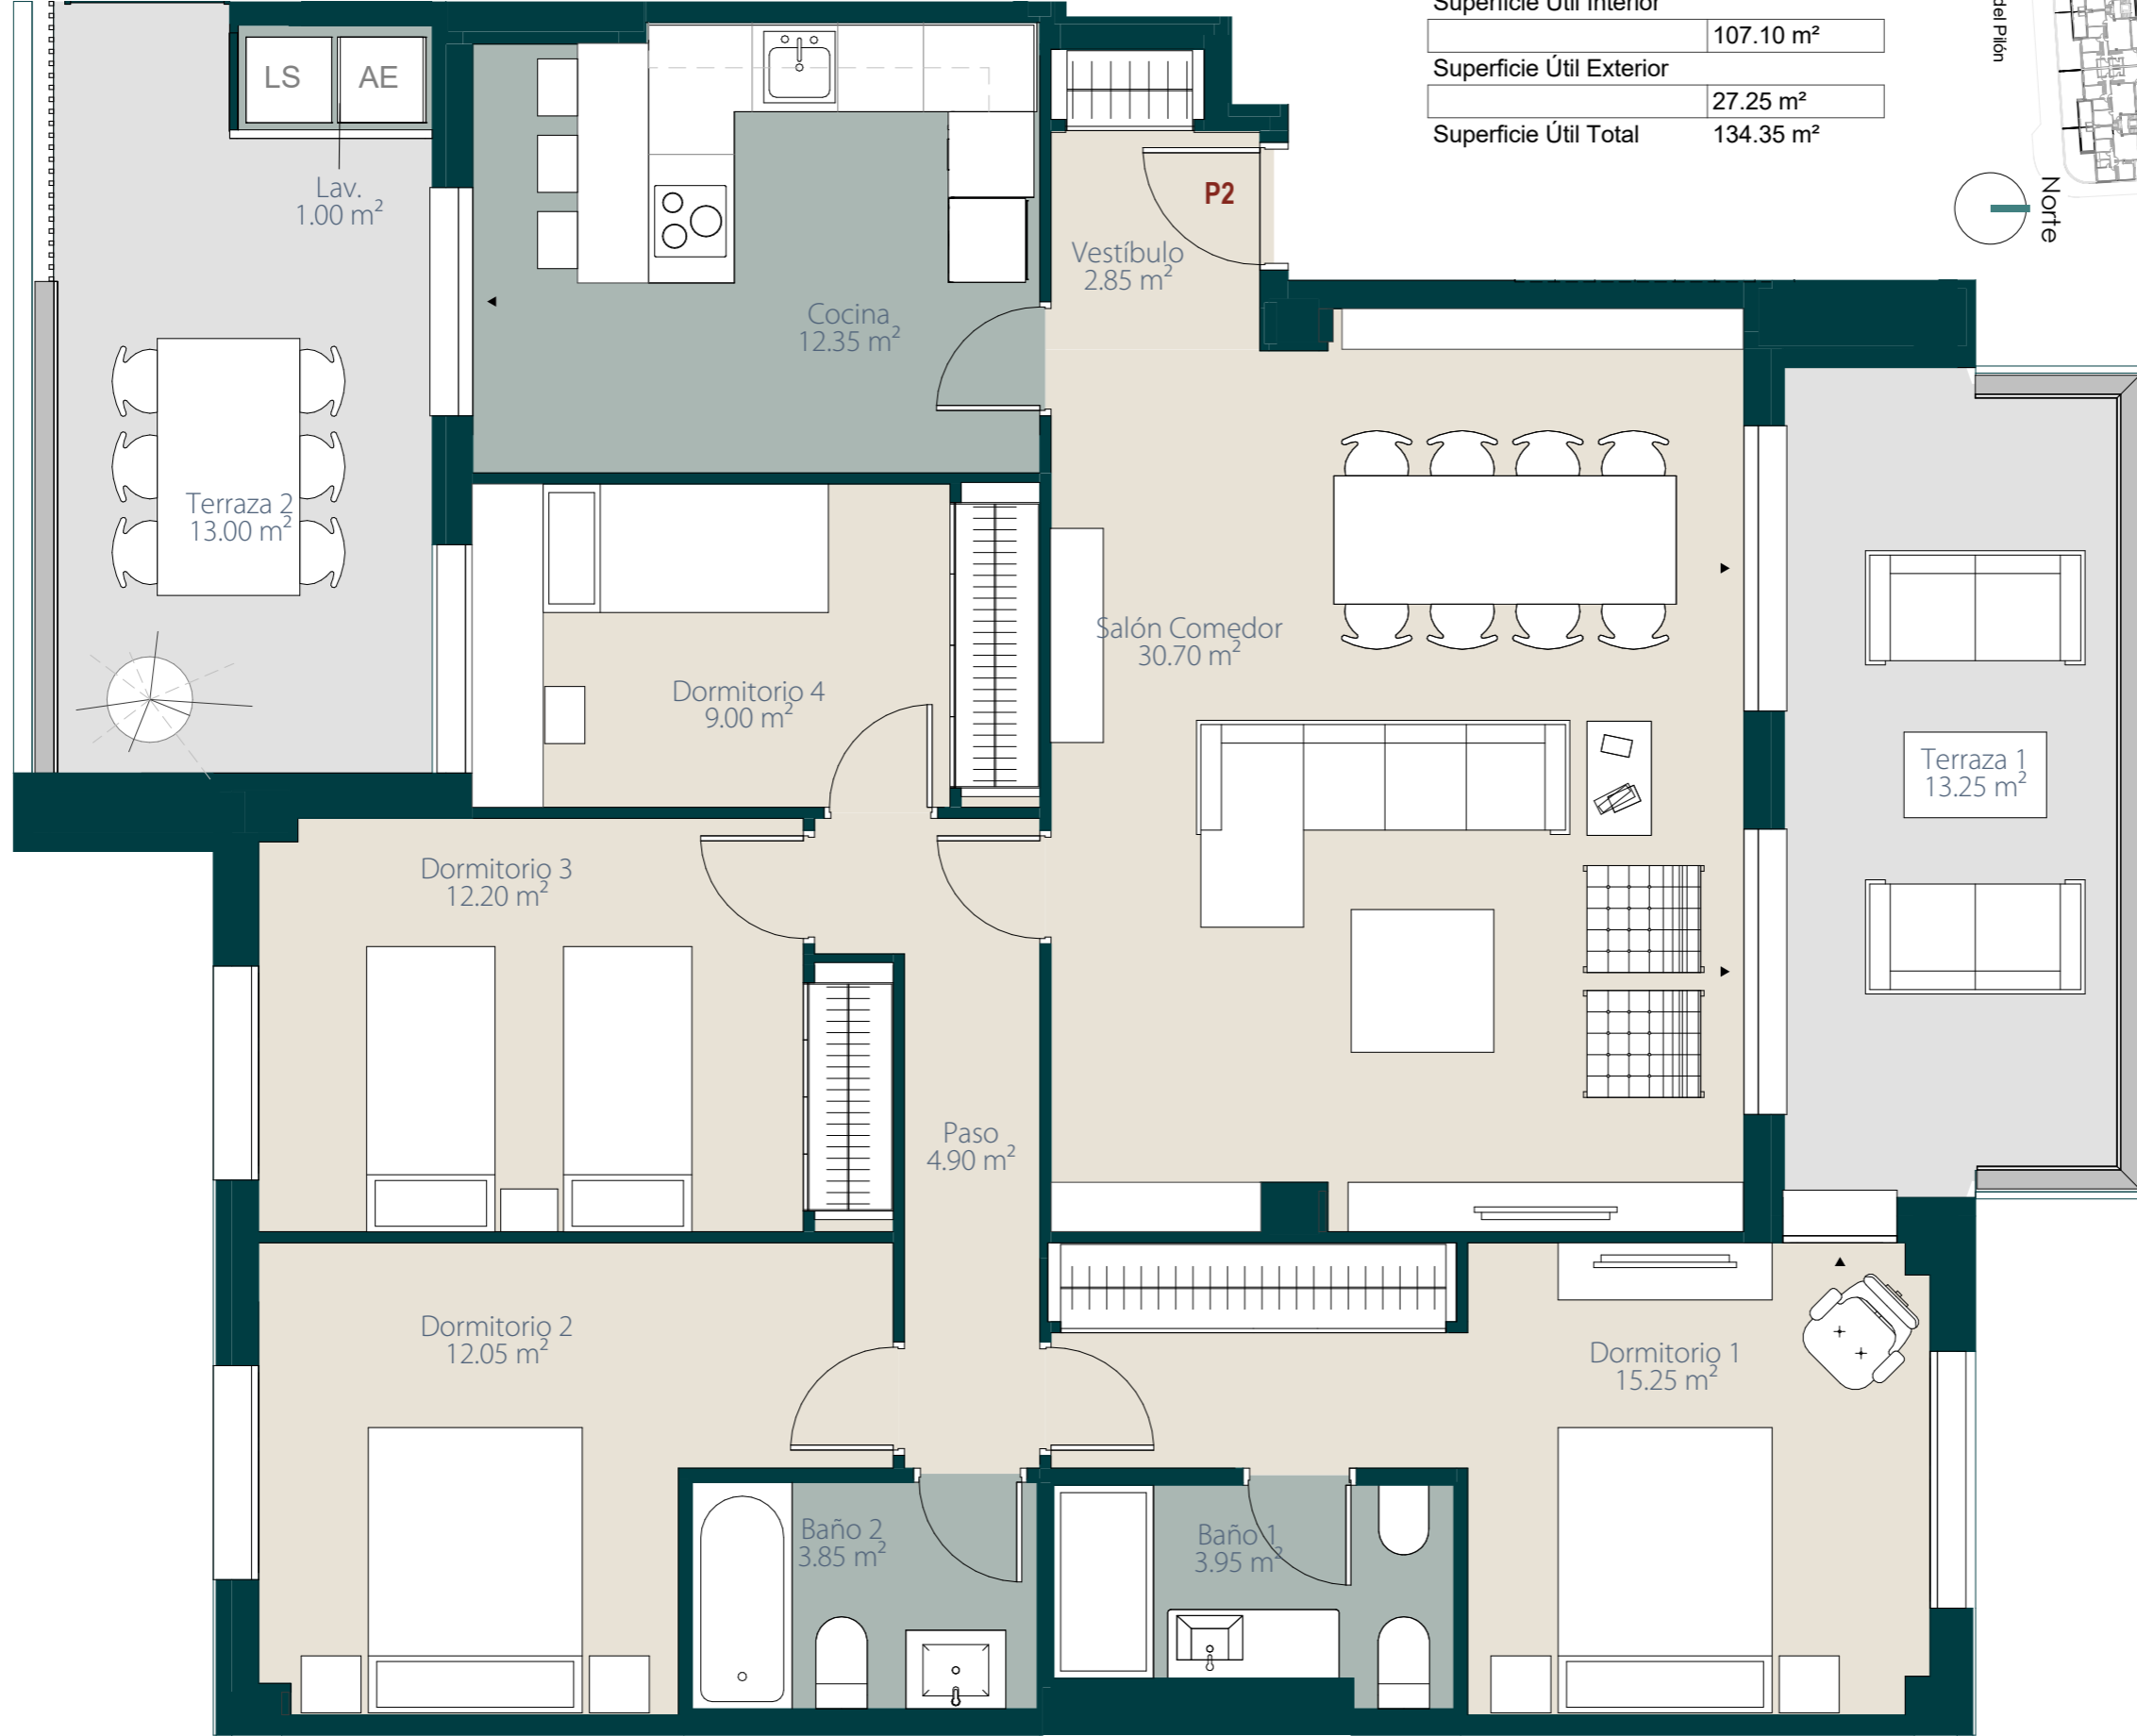 Superficie Útil Interior
107.10 m²
Superficie Útil Exterior
27.25 m²
Superficie Útil Total 134.35 m²
del Pilón
Norte
LS
AE
Lav.
1.00 m²
P2
Vestíbulo
2.85 m²
Cocina
12.35 m²
Terraza 2
13.00 m²
Salón Comedor
30.70 m²
Dormitorio 4
9.00 m²
Terraza 1
13.25 m²
Dormitorio 3
12.20 m²
Paso
4.90 m²
Dormitorio 2
12.05 m²
Dormitorio 1
15.25 m²
Baño 2
3.85 m²
Baño 1
3.95 m²